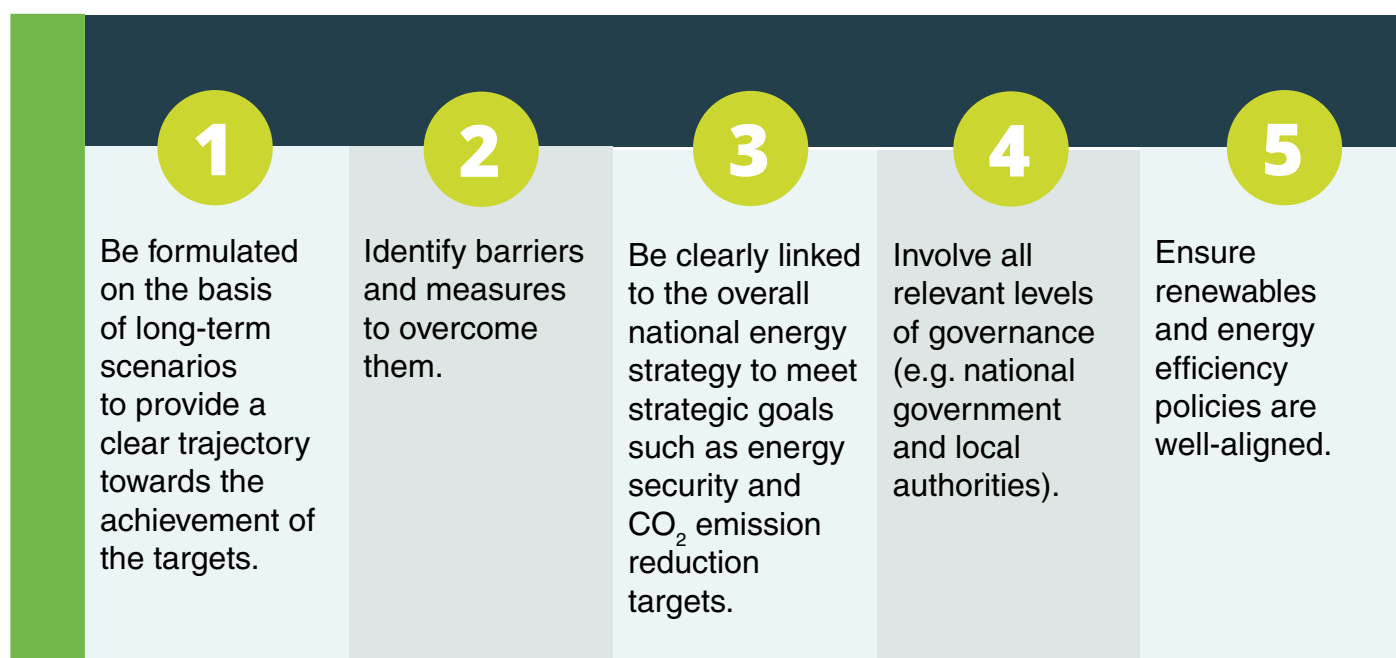 1
Be formulated
on the basis
of long-term
scenarios
to provide a
clear trajectory
towards the
achievement of
the targets.
2
Identify barriers
and measures
to overcome
them.
3
Be clearly linked
to the overall
national energy
strategy to meet
strategic goals
such as energy
security and
CO₂ emission
reduction
targets.
4
Involve all
relevant levels
of governance
(e.g. national
government
and local
authorities).
5
Ensure
renewables
and energy
efficiency
policies are
well-aligned.